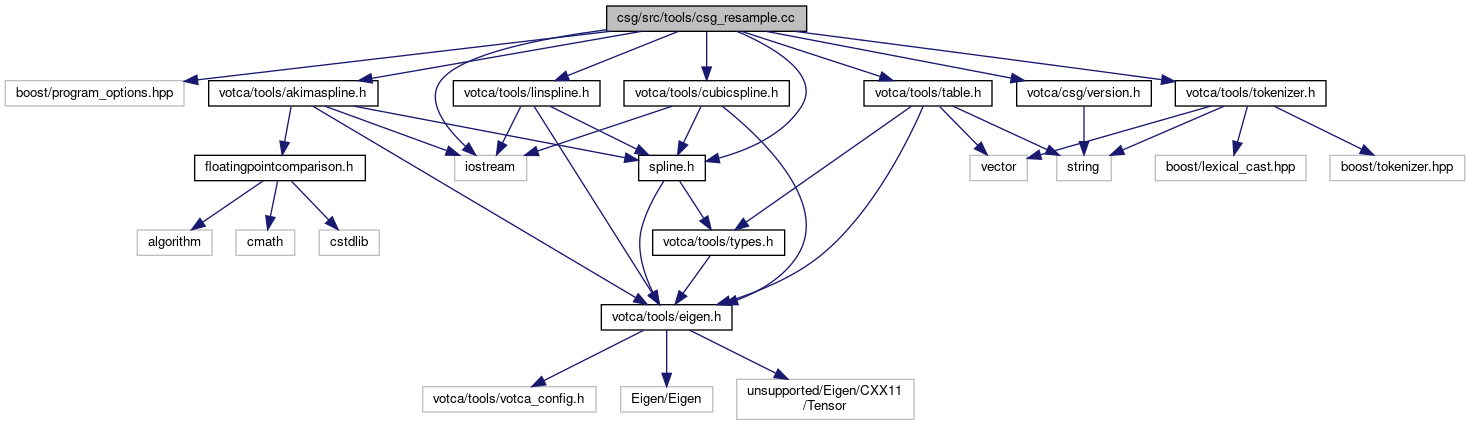 csg/src/tools/csg_resample.cc
boost/program_options.hpp
votca/tools/akimaspline.h
votca/tools/linspline.h
votca/tools/cubicspline.h
votca/tools/table.h
votca/csg/version.h
votca/tools/tokenizer.h
floatingpointcomparison.h
iostream
spline.h
vector
string
boost/lexical_cast.hpp
boost/tokenizer.hpp
algorithm
cmath
cstdlib
votca/tools/types.h
votca/tools/eigen.h
votca/tools/votca_config.h
Eigen/Eigen
unsupported/Eigen/CXX11
/Tensor